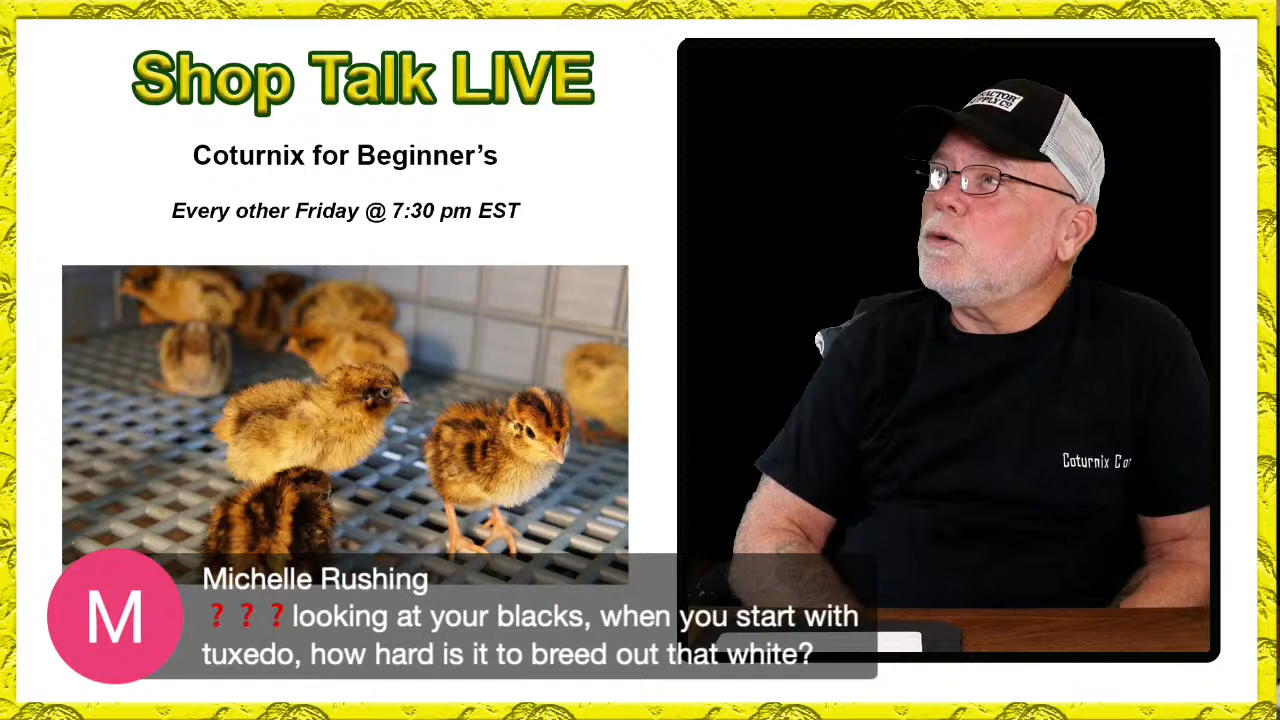 Shop Talk LIVE
Coturnix for Beginner’s
Every other Friday @ 7:30 pm EST
SUPPLY CO
Coturnix
M
Michelle Rushing
❓❓❓looking at your blacks, when you start with
tuxedo, how hard is it to breed out that white?